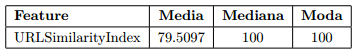 Feature Media Mediana Moda
URLSimilarityIndex 79.5097 100 100